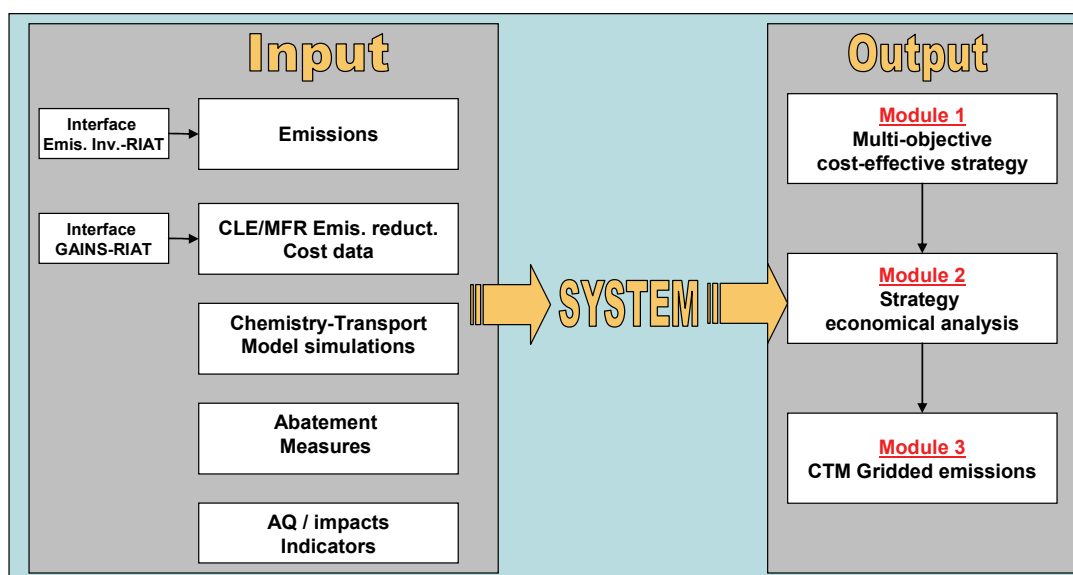 Input
Interface
Emis. Inv.-RIAT
Emissions
Interface
GAINS-RIAT
CLE/MFR Emis. reduct.
Cost data
Chemistry-Transport
Model simulations
Abatement
Measures
AQ / impacts
Indicators
SYSTEM
Output
Module 1
Multi-objective
cost-effective strategy
Module 2
Strategy
economical analysis
Module 3
CTM Gridded emissions